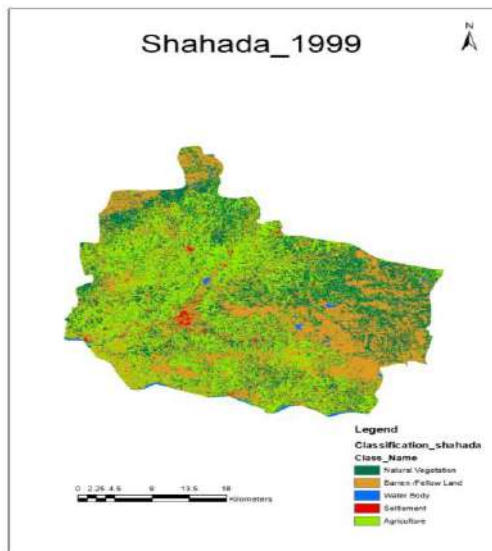 Shahada_1999
N
Legend
Classification_shahada
Class_Name
Natural Vegetation
Barren /Fellow Land
Water Body
Settlement
Agriculture
0 2.25 4.5 9 13.5 18
Kilometers